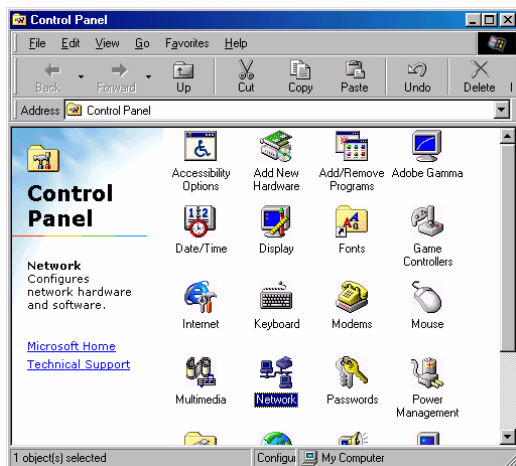 Control Panel
File Edit View Go Favorites Help
Back Forward Up Cut Copy Paste Undo Delete
Address Control Panel
Control
Panel
Network
Configures
network hardware
and software.
Microsoft Home
Technical Support
Accessibility
Options
Add New
Hardware
Add/Remove
Programs
Adobe Gamma
Date/Time
Display
Fonts
Game
Controllers
Internet
Keyboard
Modems
Mouse
Multimedia
Network
Passwords
Power
Management
1 object(s) selected
Configu
My Computer